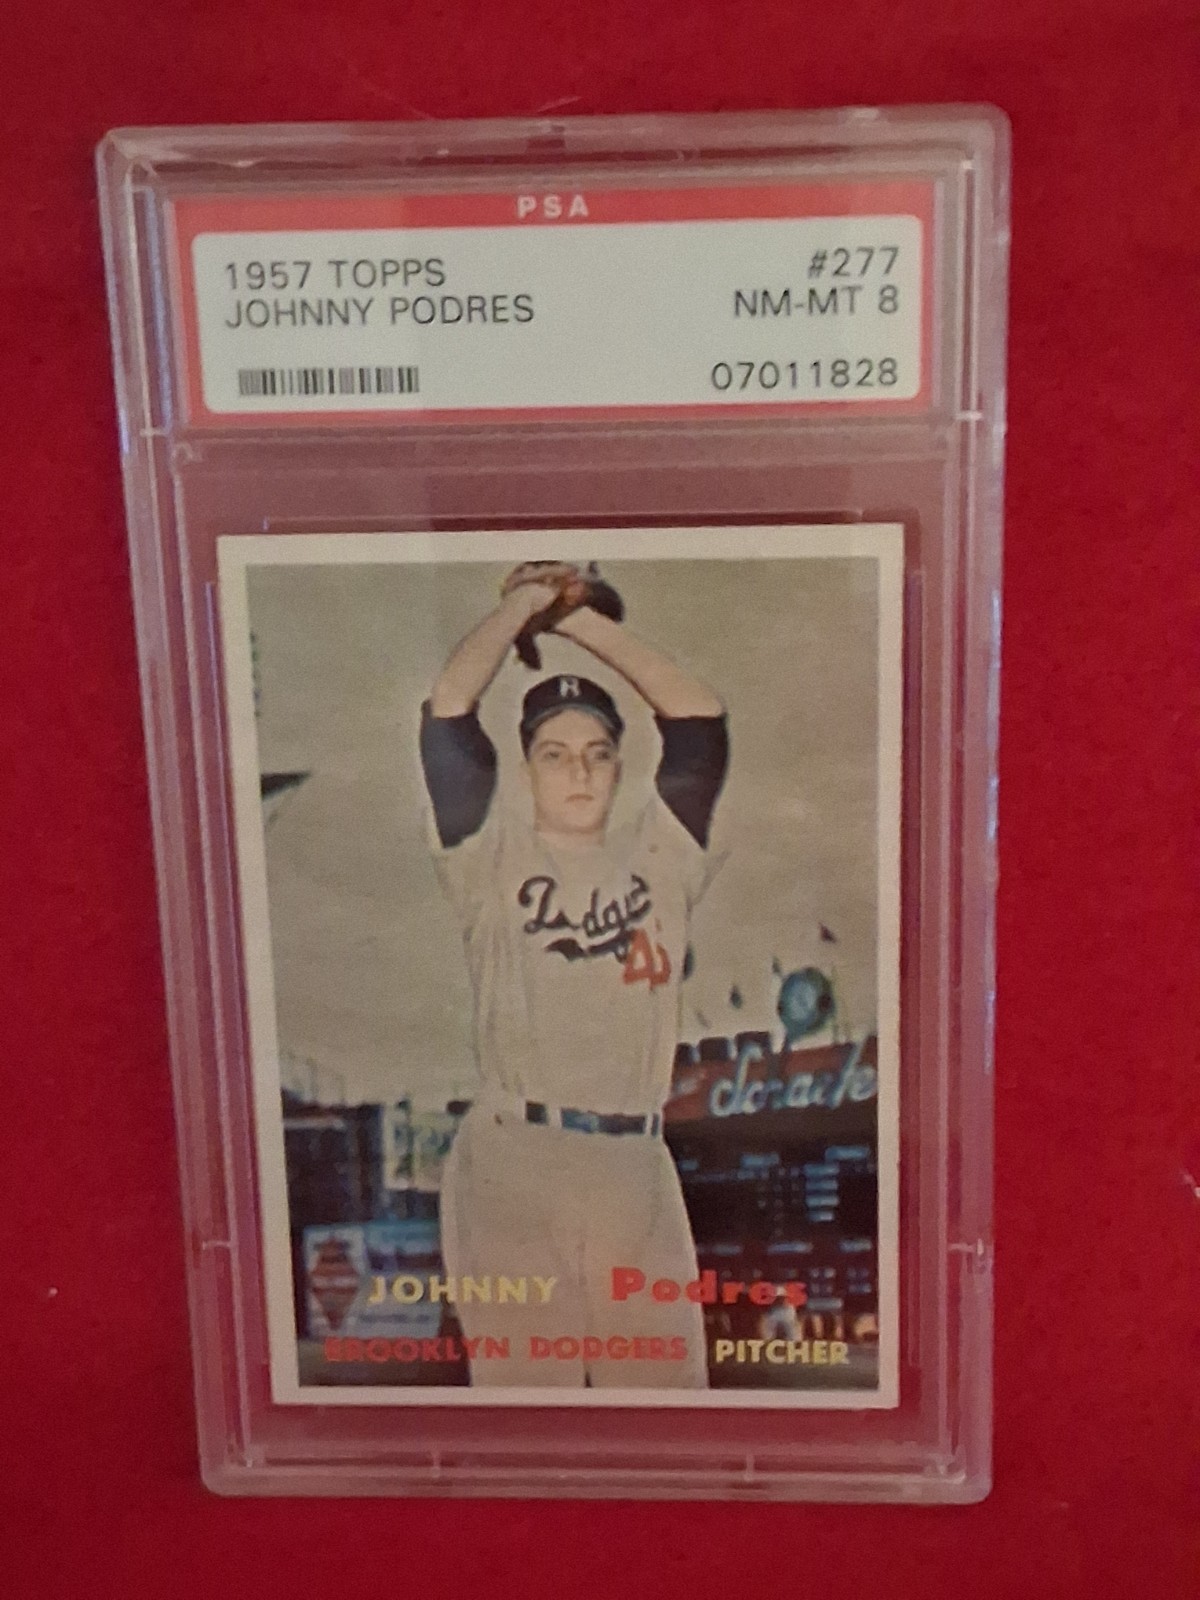 PSA
1957 TOPPS #277
JOHNNY PODRES NM-MT 8
07011828
B
Dodgers
JOHNNY Podres
BROOKLYN DODGERS PITCHER